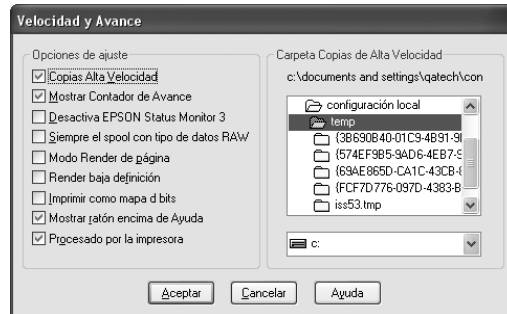 Velocidad y Avance
Opciones de ajuste
Copias Alta Velocidad
Mostrar Contador de Avance
Desactiva EPSON Status Monitor 3
Siempre el spool con tipo de datos RAW
Modo Render de página
Render baja definición
Imprimir como mapa d bits
Mostrar ratón encima de Ayuda
Procesado por la impresora
Carpeta Copias de Alta Velocidad
c:\documents and settings\qatech\con
configuración local
temp
{3B690B40-01C9-4B91-9
{574EF9B5-9AD6-4EB7-9
{69AE865D-CA1C-43CB-8
{FCF7D776-097D-4383-B
iss53.tmp
c:
Aceptar
Cancelar
Ayuda